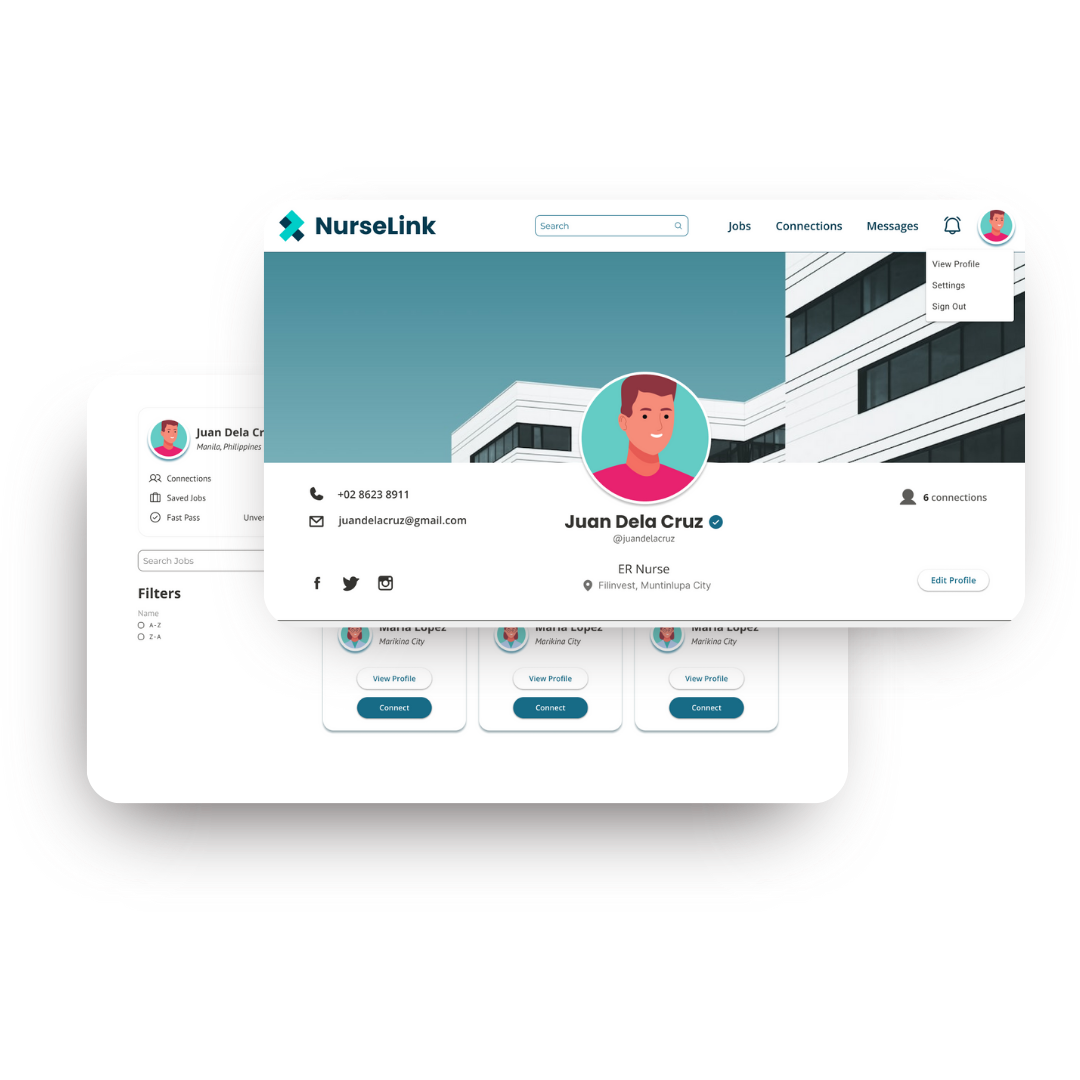 NurseLink
Search
Jobs
Connections
Messages
View Profile
Settings
Sign Out
+02 8623 8911
juandelacruz@gmail.com
6 connections
Juan Dela Cruz
@juandelacruz
ER Nurse
Filinvest, Muntinlupa City
Edit Profile
Juan Dela Cr
Manila, Philippines
Connections
Saved Jobs
Fast Pass
Unver
Search Jobs
Filters
Name
A-Z
Z-A
Maria Lopez
Marikina City
View Profile
Connect
Maria Lopez
Marikina City
View Profile
Connect
Maria Lopez
Marikina City
View Profile
Connect